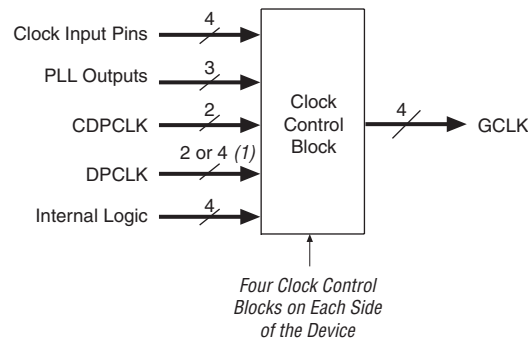 Clock Input Pins
4
PLL Outputs
3
CDPCLK
2
DPCLK
2 or 4 (1)
Internal Logic
4
Clock
Control
Block
4
GCLK
Four Clock Control
Blocks on Each Side
of the Device